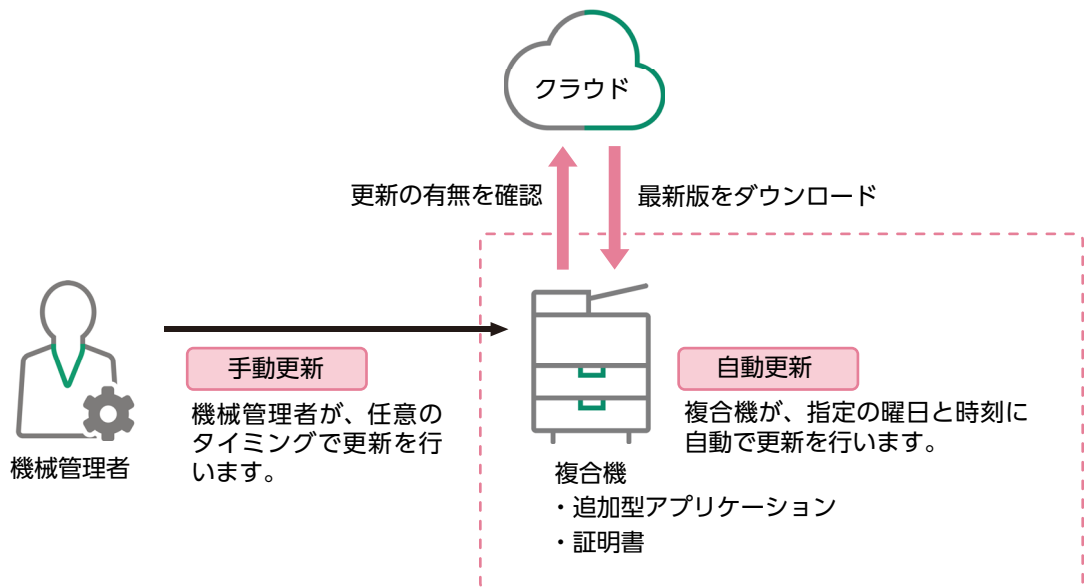 クラウド
更新の有無を確認
最新版をダウンロード
手動更新
機械管理者が、任意の
タイミングで更新を行
います。
機械管理者
自動更新
複合機が、指定の曜日と時刻に
自動で更新を行います。
複合機
・追加型アプリケーション
・証明書